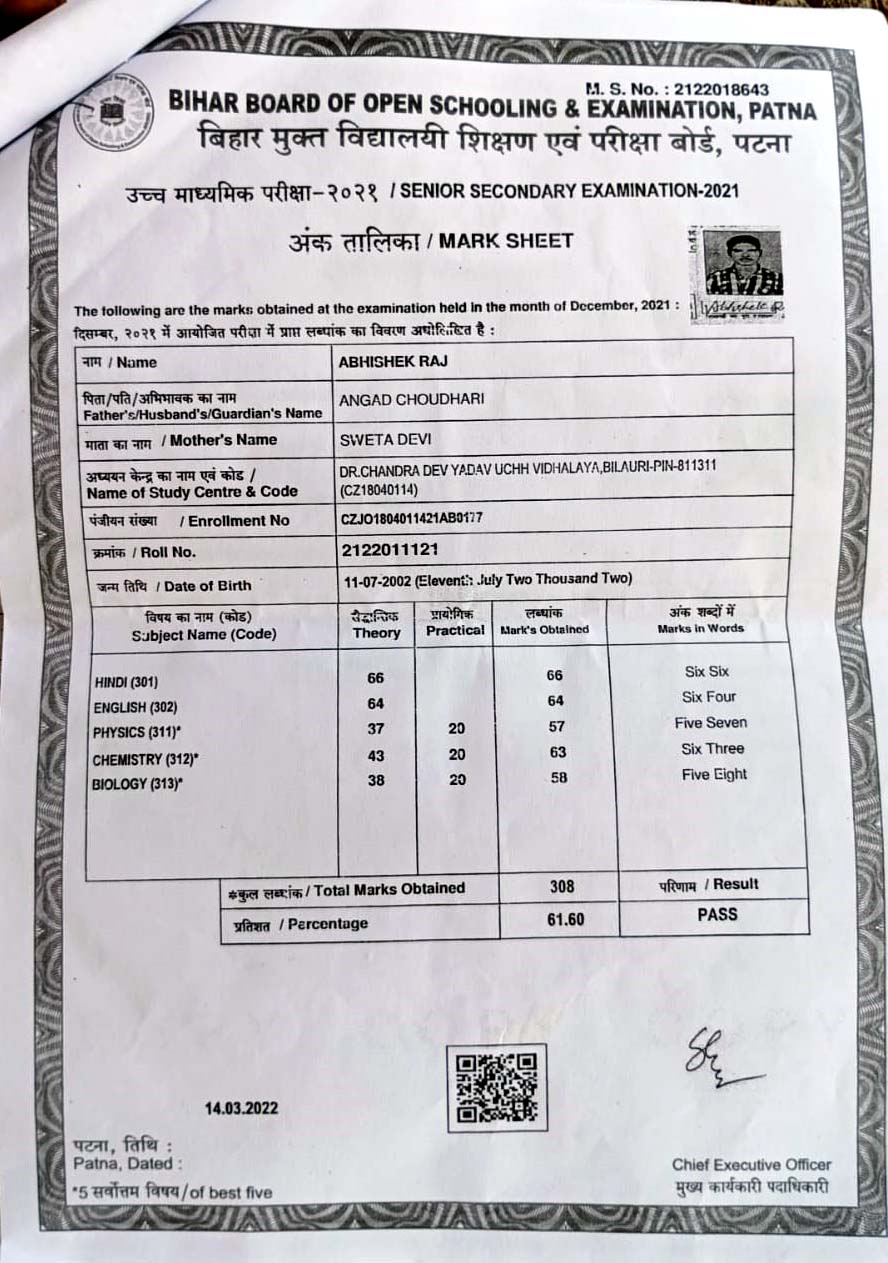 M. S. No. : 2122018643
BIHAR BOARD OF OPEN SCHOOLING & EXAMINATION, PATNA
बिहार मुक्त विद्यालयी शिक्षण एवं परीक्षा बोर्ड, पटना
उच्च माध्यमिक परीक्षा-२०२१ / SENIOR SECONDARY EXAMINATION-2021
अंक तालिका / MARK SHEET
Abhishek R
The following are the marks obtained at the examination held in the month of December, 2021 :
दिसम्बर, २०२१ में आयोजित परीक्षा में प्राप्त लब्धांक का विवरण अधोलिखित है :
नाम / Name ABHISHEK RAJ
पिता/पति/अभिभावक का नाम
Father's/Husband's/Guardian's Name ANGAD CHOUDHARI
माता का नाम / Mother's Name SWETA DEVI
अध्ययन केन्द्र का नाम एवं कोड / DR.CHANDRA DEV YADAV UCHH VIDHALAYA,BILAURI-PIN-811311
Name of Study Centre & Code (CZ18040114)
पंजीयन संख्या / Enrollment No CZJO1804011421AB0177
क्रमांक / Roll No. 2122011121
जन्म तिथि / Date of Birth 11-07-2002 (Eleventh July Two Thousand Two)
विषय का नाम (कोड) सैद्धान्तिक प्रायोगिक लब्धांक अंक शब्दों में
Subject Name (Code) Theory Practical Mark's Obtained Marks in Words
HINDI (301) 66 66 Six Six
ENGLISH (302) 64 64 Six Four
PHYSICS (311)* 37 20 57 Five Seven
CHEMISTRY (312)* 43 20 63 Six Three
BIOLOGY (313)* 38 20 58 Five Eight
*कुल लब्धांक / Total Marks Obtained 308 परिणाम / Result
प्रतिशत / Percentage 61.60 PASS
14.03.2022
पटना, तिथि :
Patna, Dated :
Chief Executive Officer
*5 सर्वोत्तम विषय/of best five
मुख्य कार्यकारी पदाधिकारी